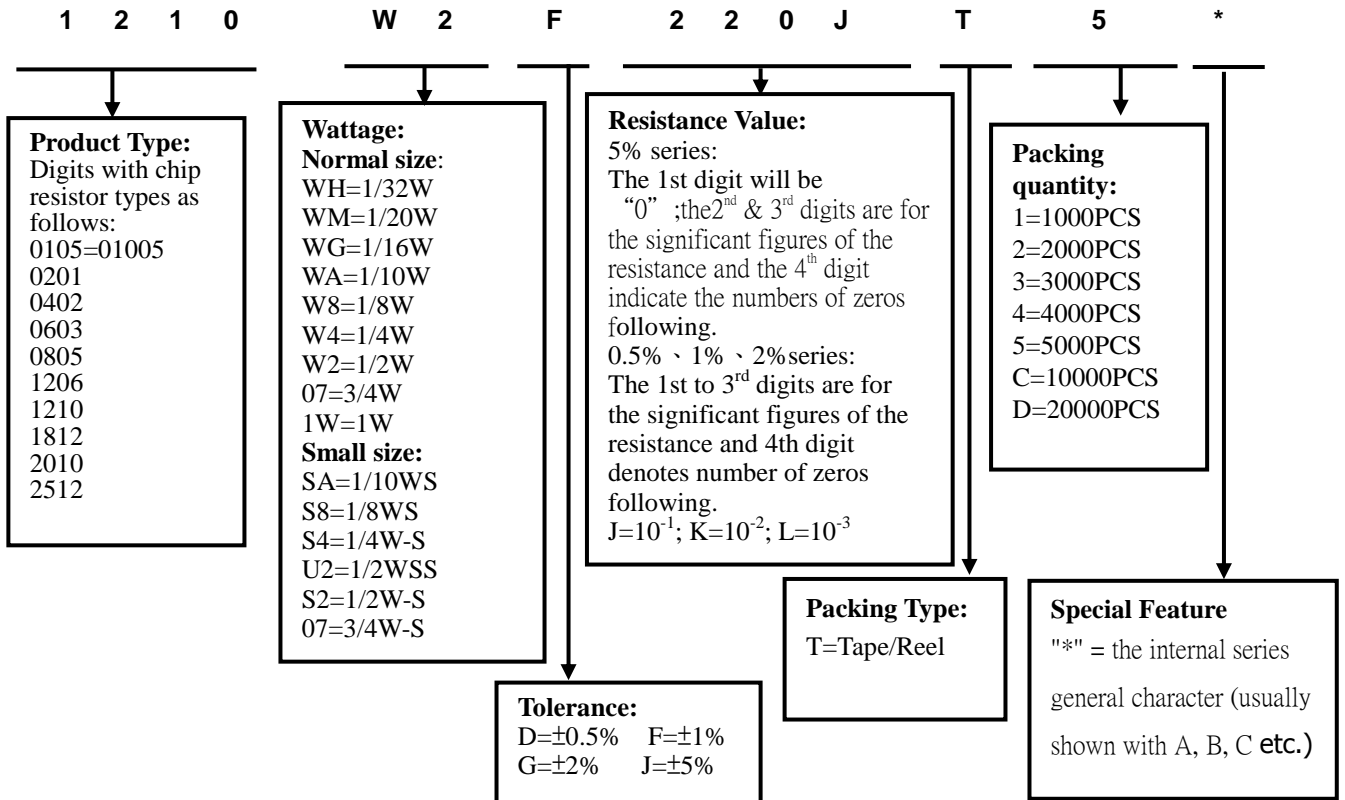 1 2 1 0 W 2 F 2 2 0 J T 5 *
Product Type:
Digits with chip
resistor types as
follows:
0105=01005
0201
0402
0603
0805
1206
1210
1812
2010
2512
Wattage:
Normal size:
WH=1/32W
WM=1/20W
WG=1/16W
WA=1/10W
W8=1/8W
W4=1/4W
W2=1/2W
07=3/4W
1W=1W
Small size:
SA=1/10WS
S8=1/8WS
S4=1/4W-S
U2=1/2WSS
S2=1/2W-S
07=3/4W-S
Tolerance:
D=±0.5% F=±1%
G=±2% J=±5%
Resistance Value:
5% series:
The 1st digit will be
“0” ;the2nd & 3rd digits are for
the significant figures of the
resistance and the 4th digit
indicate the numbers of zeros
following.
0.5%、1%、2%series:
The 1st to 3rd digits are for
the significant figures of the
resistance and 4th digit
denotes number of zeros
following.
J=10-1; K=10-2; L=10-3
Packing Type:
T=Tape/Reel
Packing
quantity:
1=1000PCS
2=2000PCS
3=3000PCS
4=4000PCS
5=5000PCS
C=10000PCS
D=20000PCS
Special Feature
"*" = the internal series
general character (usually
shown with A, B, C etc.)